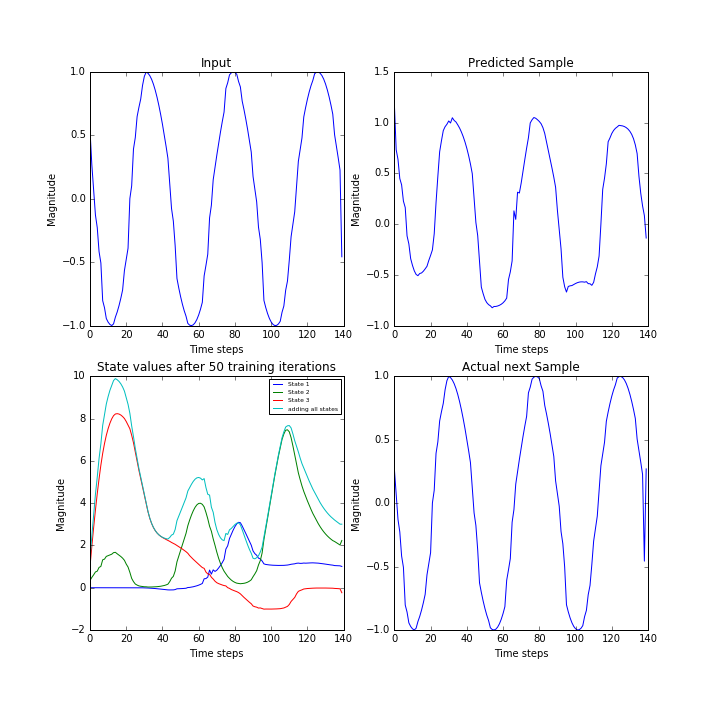 Input
Magnitude
1.0
0.5
0.0
−0.5
−1.0
0 20 40 60 80 100 120 140
Time steps
Predicted Sample
Magnitude
1.5
1.0
0.5
0.0
−0.5
−1.0
0 20 40 60 80 100 120 140
Time steps
State values after 50 training iterations
Magnitude
10
8
6
4
2
0
−2
State 1
State 2
State 3
adding all states
0 20 40 60 80 100 120 140
Time steps
Actual next Sample
Magnitude
1.0
0.5
0.0
−0.5
−1.0
0 20 40 60 80 100 120 140
Time steps